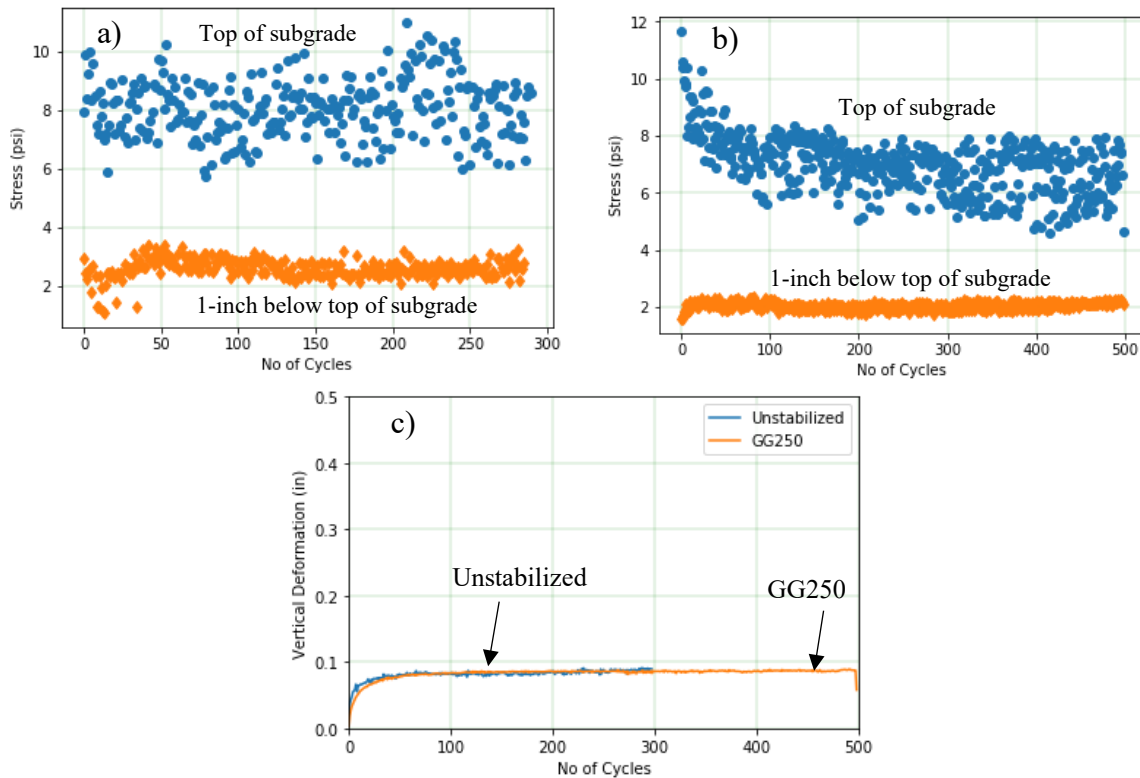 a)
Top of subgrade
10
8
6
4
2
Stress (psi)
1-inch below top of subgrade
0
50
100
150
200
250
300
No of Cycles
b)
Top of subgrade
12
10
8
6
4
2
Stress (psi)
1-inch below top of subgrade
0
100
200
300
400
500
No of Cycles
c)
Unstabilized
GG250
0.5
0.4
0.3
0.2
0.1
0.0
Vertical Deformation (in)
Unstabilized
GG250
0
100
200
300
400
500
No of Cycles